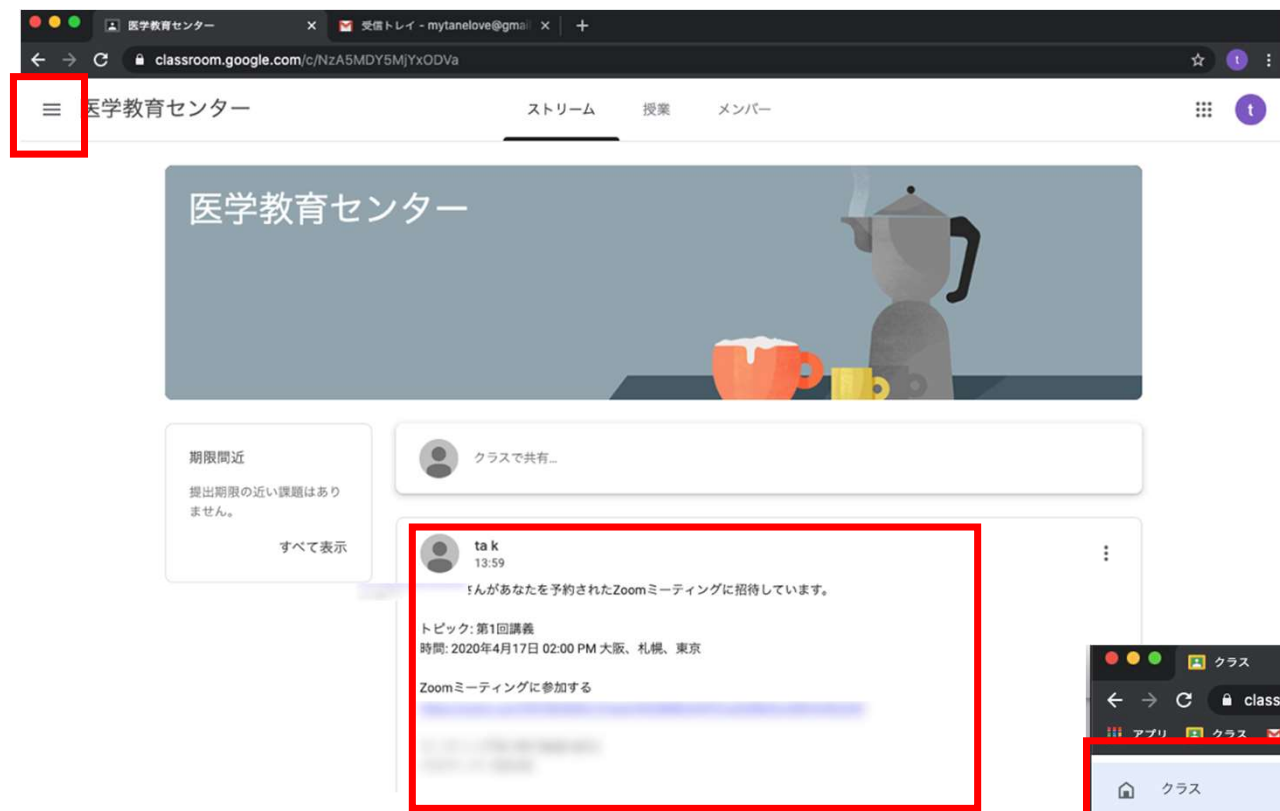 医学教育センター
受信トレイ - mytanelove@gmai
classroom.google.com/c/NzA5MDY5MjYxODVa
t
医学教育センター
ストリーム 授業 メンバー
t
医学教育センター
期限間近
提出期限の近い課題はあり
ません。
すべて表示
クラスで共有...
ta k
13:59
さんがあなたを予約されたZoomミーティングに招待しています。
トピック: 第1回講義
時間: 2020年4月17日 02:00 PM 大阪、札幌、東京
Zoomミーティングに参加する
クラス
class
アプリ クラス
クラス